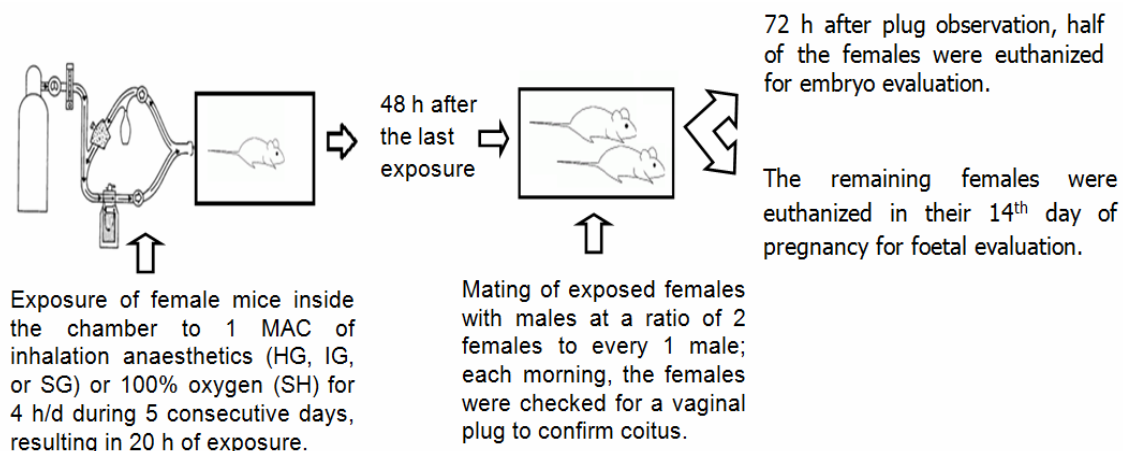 Exposure of female mice inside
the chamber to 1 MAC of
inhalation anaesthetics (HG, IG,
or SG) or 100% oxygen (SH) for
4 h/d during 5 consecutive days,
resulting in 20 h of exposure.
48 h after
the last
exposure
Mating of exposed females
with males at a ratio of 2
females to every 1 male;
each morning, the females
were checked for a vaginal
plug to confirm coitus.
72 h after plug observation, half
of the females were euthanized
for embryo evaluation.
The remaining females were
euthanized in their 14th day of
pregnancy for foetal evaluation.